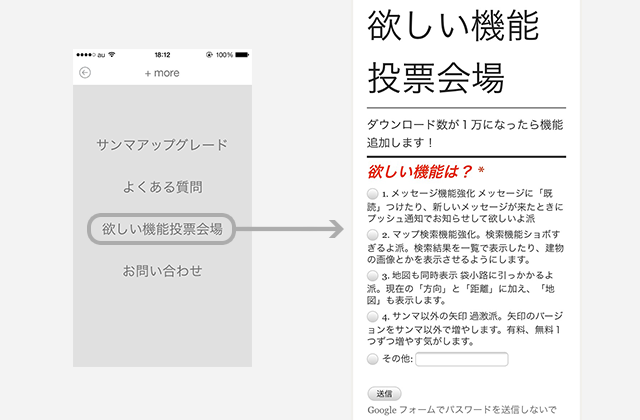 au 18:12 100%
+ more
サンマアップグレード
よくある質問
欲しい機能投票会場
お問い合わせ
欲しい機能
投票会場
ダウンロード数が１万になったら機能
追加します！
欲しい機能は？ *
1. メッセージ機能強化 メッセージに「既
読」つけたり、新しいメッセージが来たときに
プッシュ通知でお知らせして欲しいよ派
2. マップ検索機能強化。検索機能ショボす
ぎるよ派。検索結果を一覧で表示したり、建物
の画像とかを表示させるようにします。
3. 地図も同時表示 袋小路に引っかかるよ
派。現在の「方向」と「距離」に加え、「地
図」も表示します。
4. サンマ以外の矢印 過激派。矢印のバージ
ョンをサンマ以外で増やします。有料、無料１
つずつ増やす気がします。
その他:
送信
Google フォームでパスワードを送信しないで